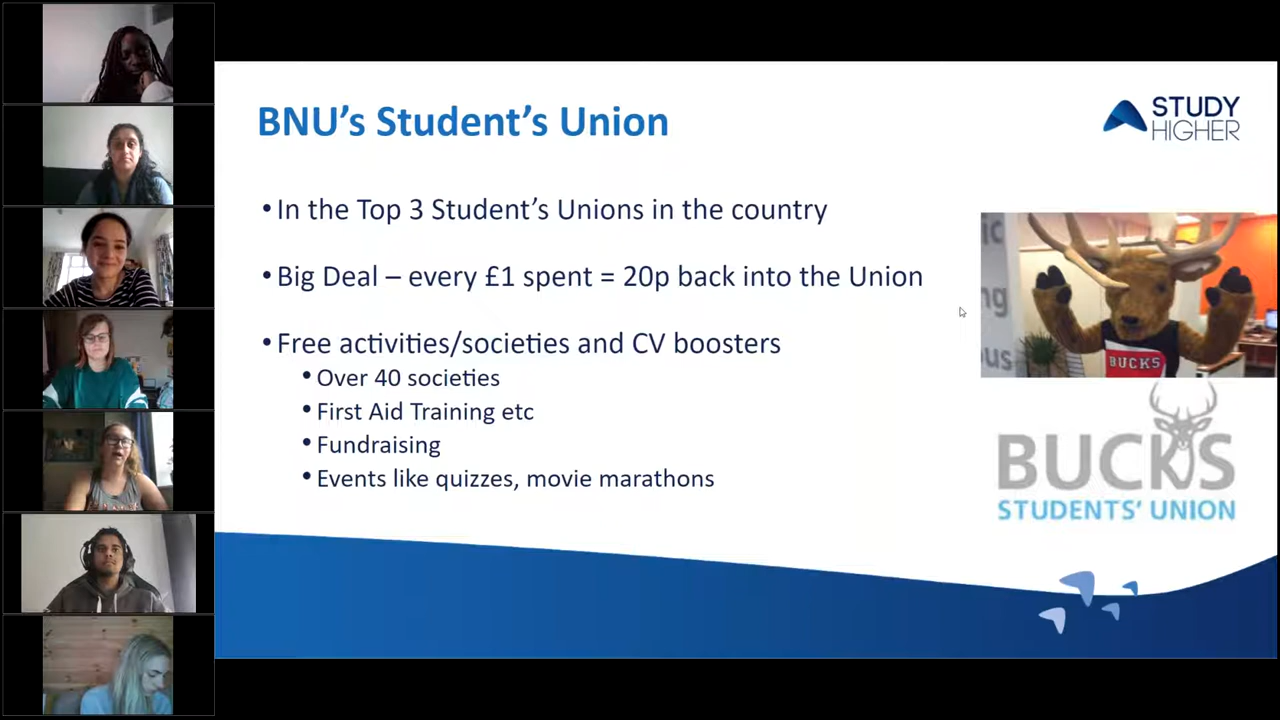 BNU's Student's Union
STUDY
HIGHER
• In the Top 3 Student's Unions in the country
• Big Deal – every £1 spent = 20p back into the Union
• Free activities/societies and CV boosters
• Over 40 societies
• First Aid Training etc
• Fundraising
• Events like quizzes, movie marathons
BUCKS
BUCKS
STUDENTS' UNION